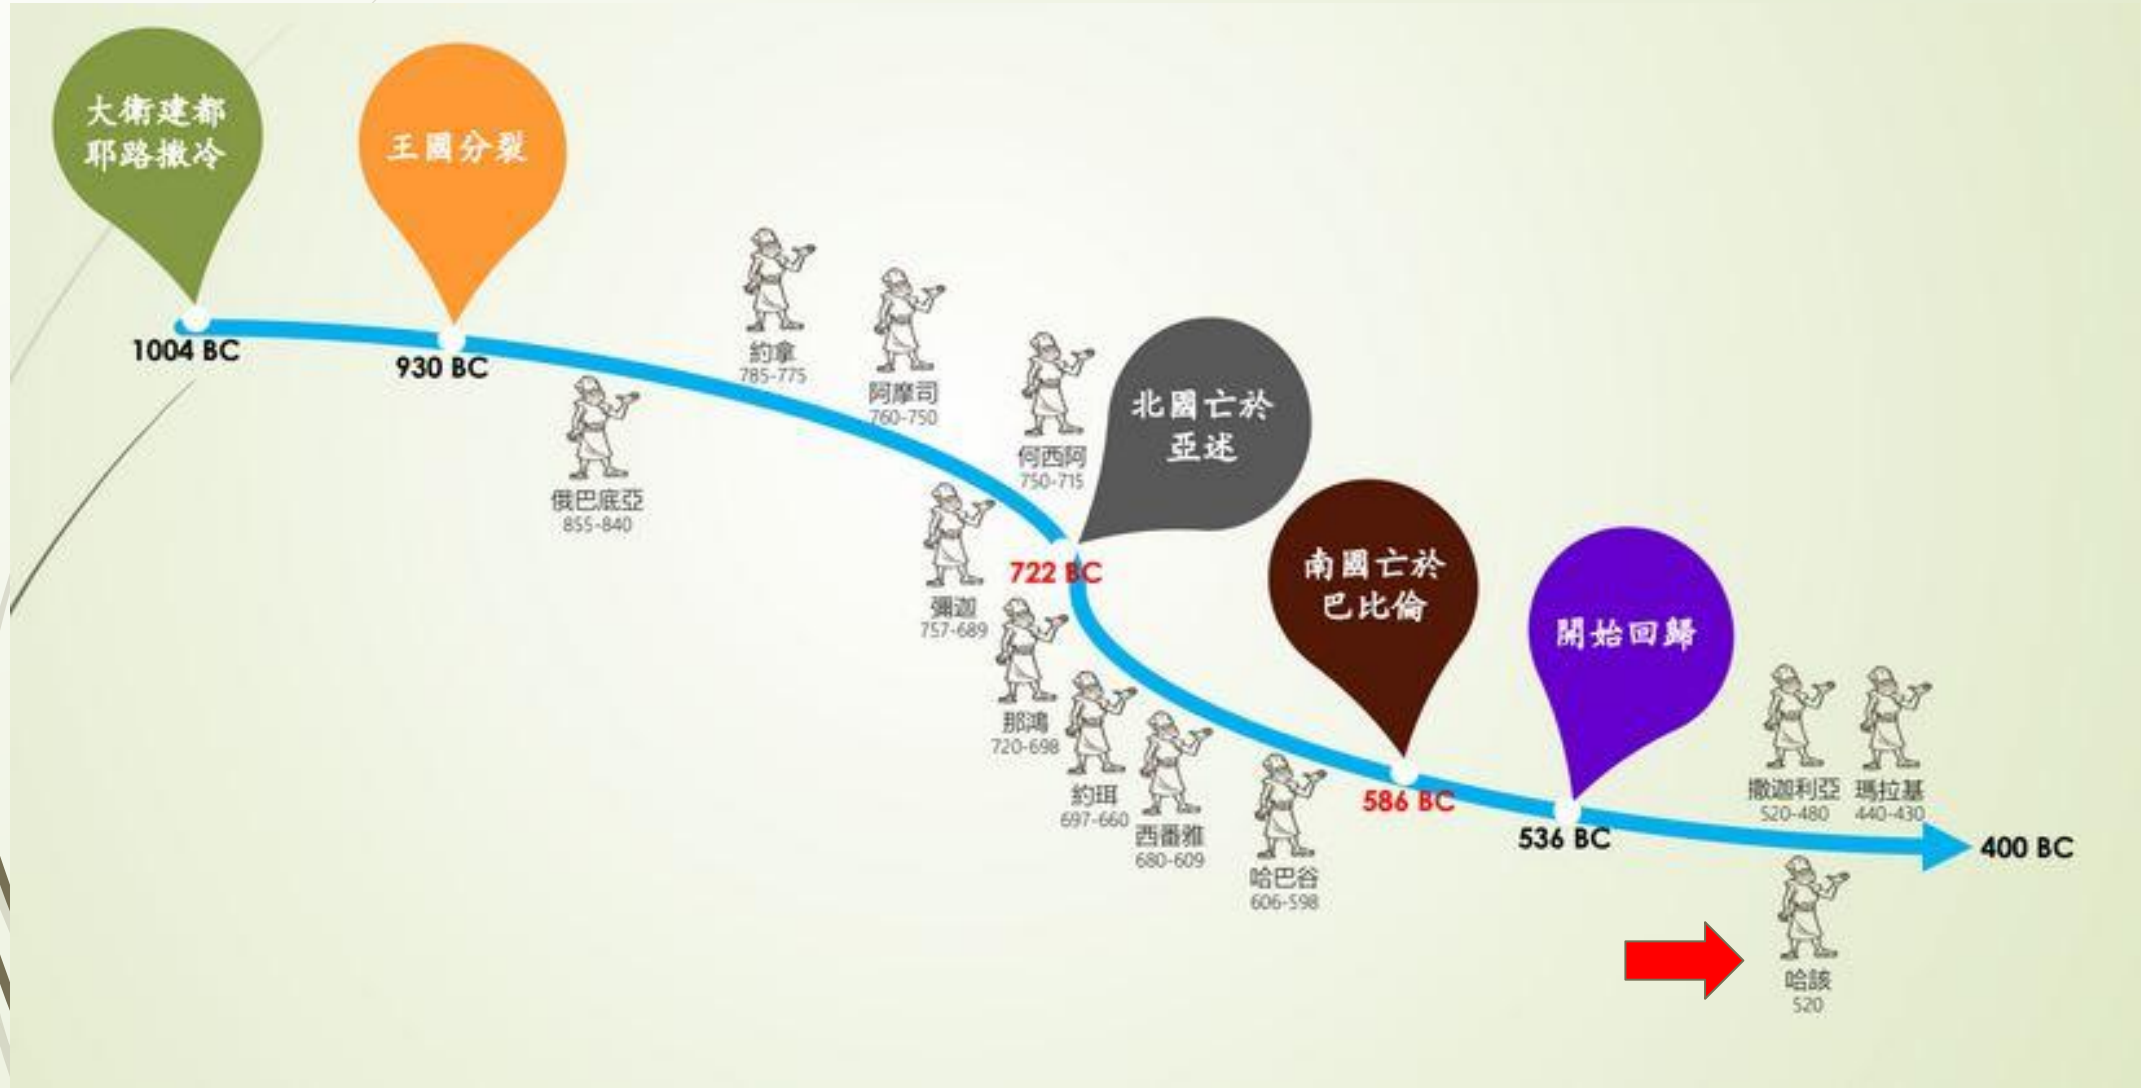 大衛建都
耶路撒冷
王國分裂
1004 BC
930 BC
俄巴底亞
855-840
約拿
785-775
阿摩司
760-750
何西阿
750-715
北國亡於
亞述
彌迦
757-689
722 BC
那鴻
720-698
約珥
697-660
西番雅
680-609
哈巴谷
606-598
南國亡於
巴比倫
586 BC
開始回歸
536 BC
撒迦利亞
520-480
瑪拉基
440-430
400 BC
哈該
520